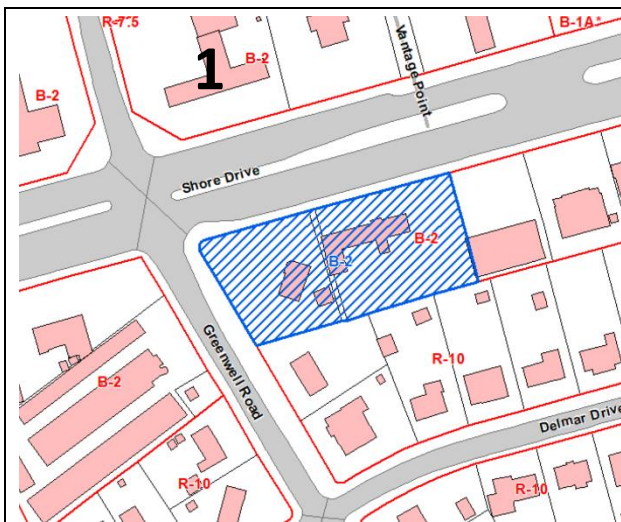 R-7.5
1
B-2
B-1A*
B-2
Vantage Point
Shore Drive
B-2
B-2
Greenwell Road
R-10
B-2
Delmar Drive
R-10
R-10